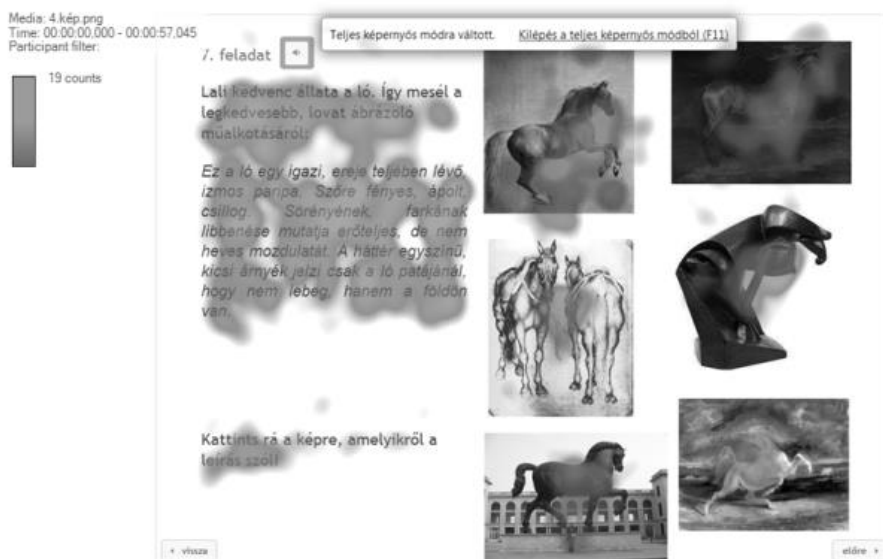 Media: 4.kép.png
Time: 00:00:00,000 - 00:00:57,045
Participant filter:
19 counts
Teljes képernyős módra váltott. Kilépés a teljes képernyős módból (F11)
7. feladat
Lali kedvenc állata a ló. Így mesél a
legkedvesebb, lovat ábrázoló
műalkotásáról:
Ez a ló egy igazi, ereje teljében lévő,
izmos paripa. Szőre fényes, ápolt,
csillog. Sörényének, farkának
libbenése mutatja erőteljes, de nem
heves mozdulatát. A háttér egyszínű,
kicsi árnyék jelzi csak a ló patájánál,
hogy nem lebeg, hanem a földön
van.
Kattints rá a képre, amelyikről a
leírás szól!
vissza
előre